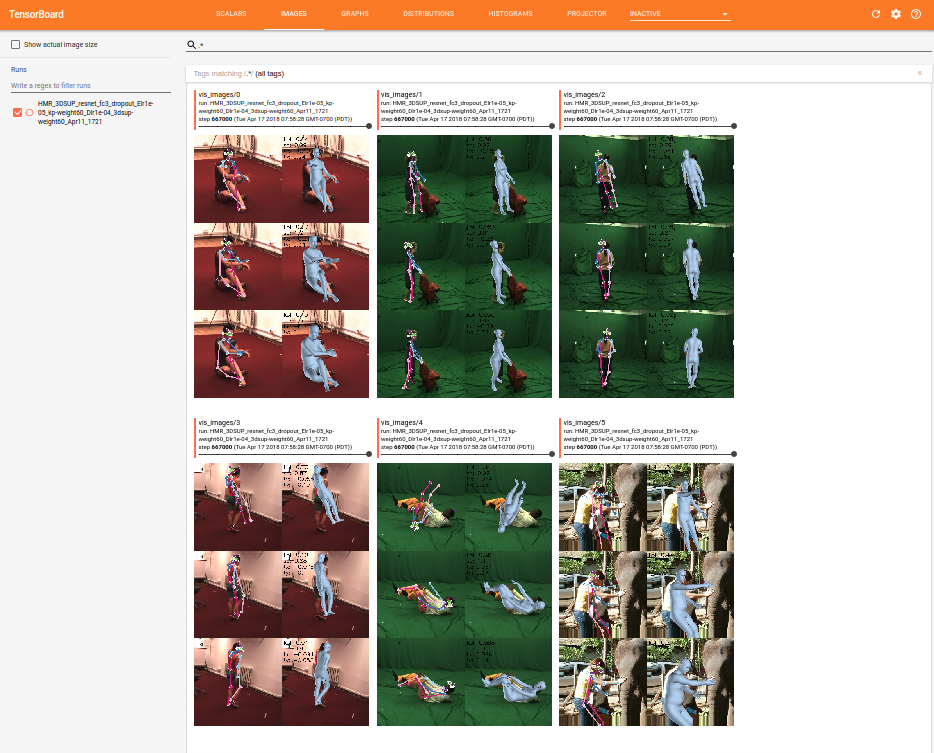 TensorBoard
SCALARS
IMAGES
GRAPHS
DISTRIBUTIONS
HISTOGRAMS
PROJECTOR
INACTIVE
Show actual image size
Runs
Write a regex to filter runs
HMR_3DSUP_resnet_fc3_dropout_Elr1e-
05_kp-weight60_Dlr1e-04_3dsup-
weight60_Apr11_1721
.*
Tags matching /.*/ (all tags)
6
vis_images/0
run: HMR_3DSUP_resnet_fc3_dropout_Elr1e-05_kp-
weight60_Dlr1e-04_3dsup-weight60_Apr11_1721
step 667000 (Tue Apr 17 2018 07:58:28 GMT-0700 (PDT))
vis_images/1
run: HMR_3DSUP_resnet_fc3_dropout_Elr1e-05_kp-
weight60_Dlr1e-04_3dsup-weight60_Apr11_1721
step 667000 (Tue Apr 17 2018 07:58:28 GMT-0700 (PDT))
vis_images/2
run: HMR_3DSUP_resnet_fc3_dropout_Elr1e-05_kp-
weight60_Dlr1e-04_3dsup-weight60_Apr11_1721
step 667000 (Tue Apr 17 2018 07:58:28 GMT-0700 (PDT))
vis_images/3
run: HMR_3DSUP_resnet_fc3_dropout_Elr1e-05_kp-
weight60_Dlr1e-04_3dsup-weight60_Apr11_1721
step 667000 (Tue Apr 17 2018 07:58:28 GMT-0700 (PDT))
vis_images/4
run: HMR_3DSUP_resnet_fc3_dropout_Elr1e-05_kp-
weight60_Dlr1e-04_3dsup-weight60_Apr11_1721
step 667000 (Tue Apr 17 2018 07:58:28 GMT-0700 (PDT))
vis_images/5
run: HMR_3DSUP_resnet_fc3_dropout_Elr1e-05_kp-
weight60_Dlr1e-04_3dsup-weight60_Apr11_1721
step 667000 (Tue Apr 17 2018 07:58:28 GMT-0700 (PDT))